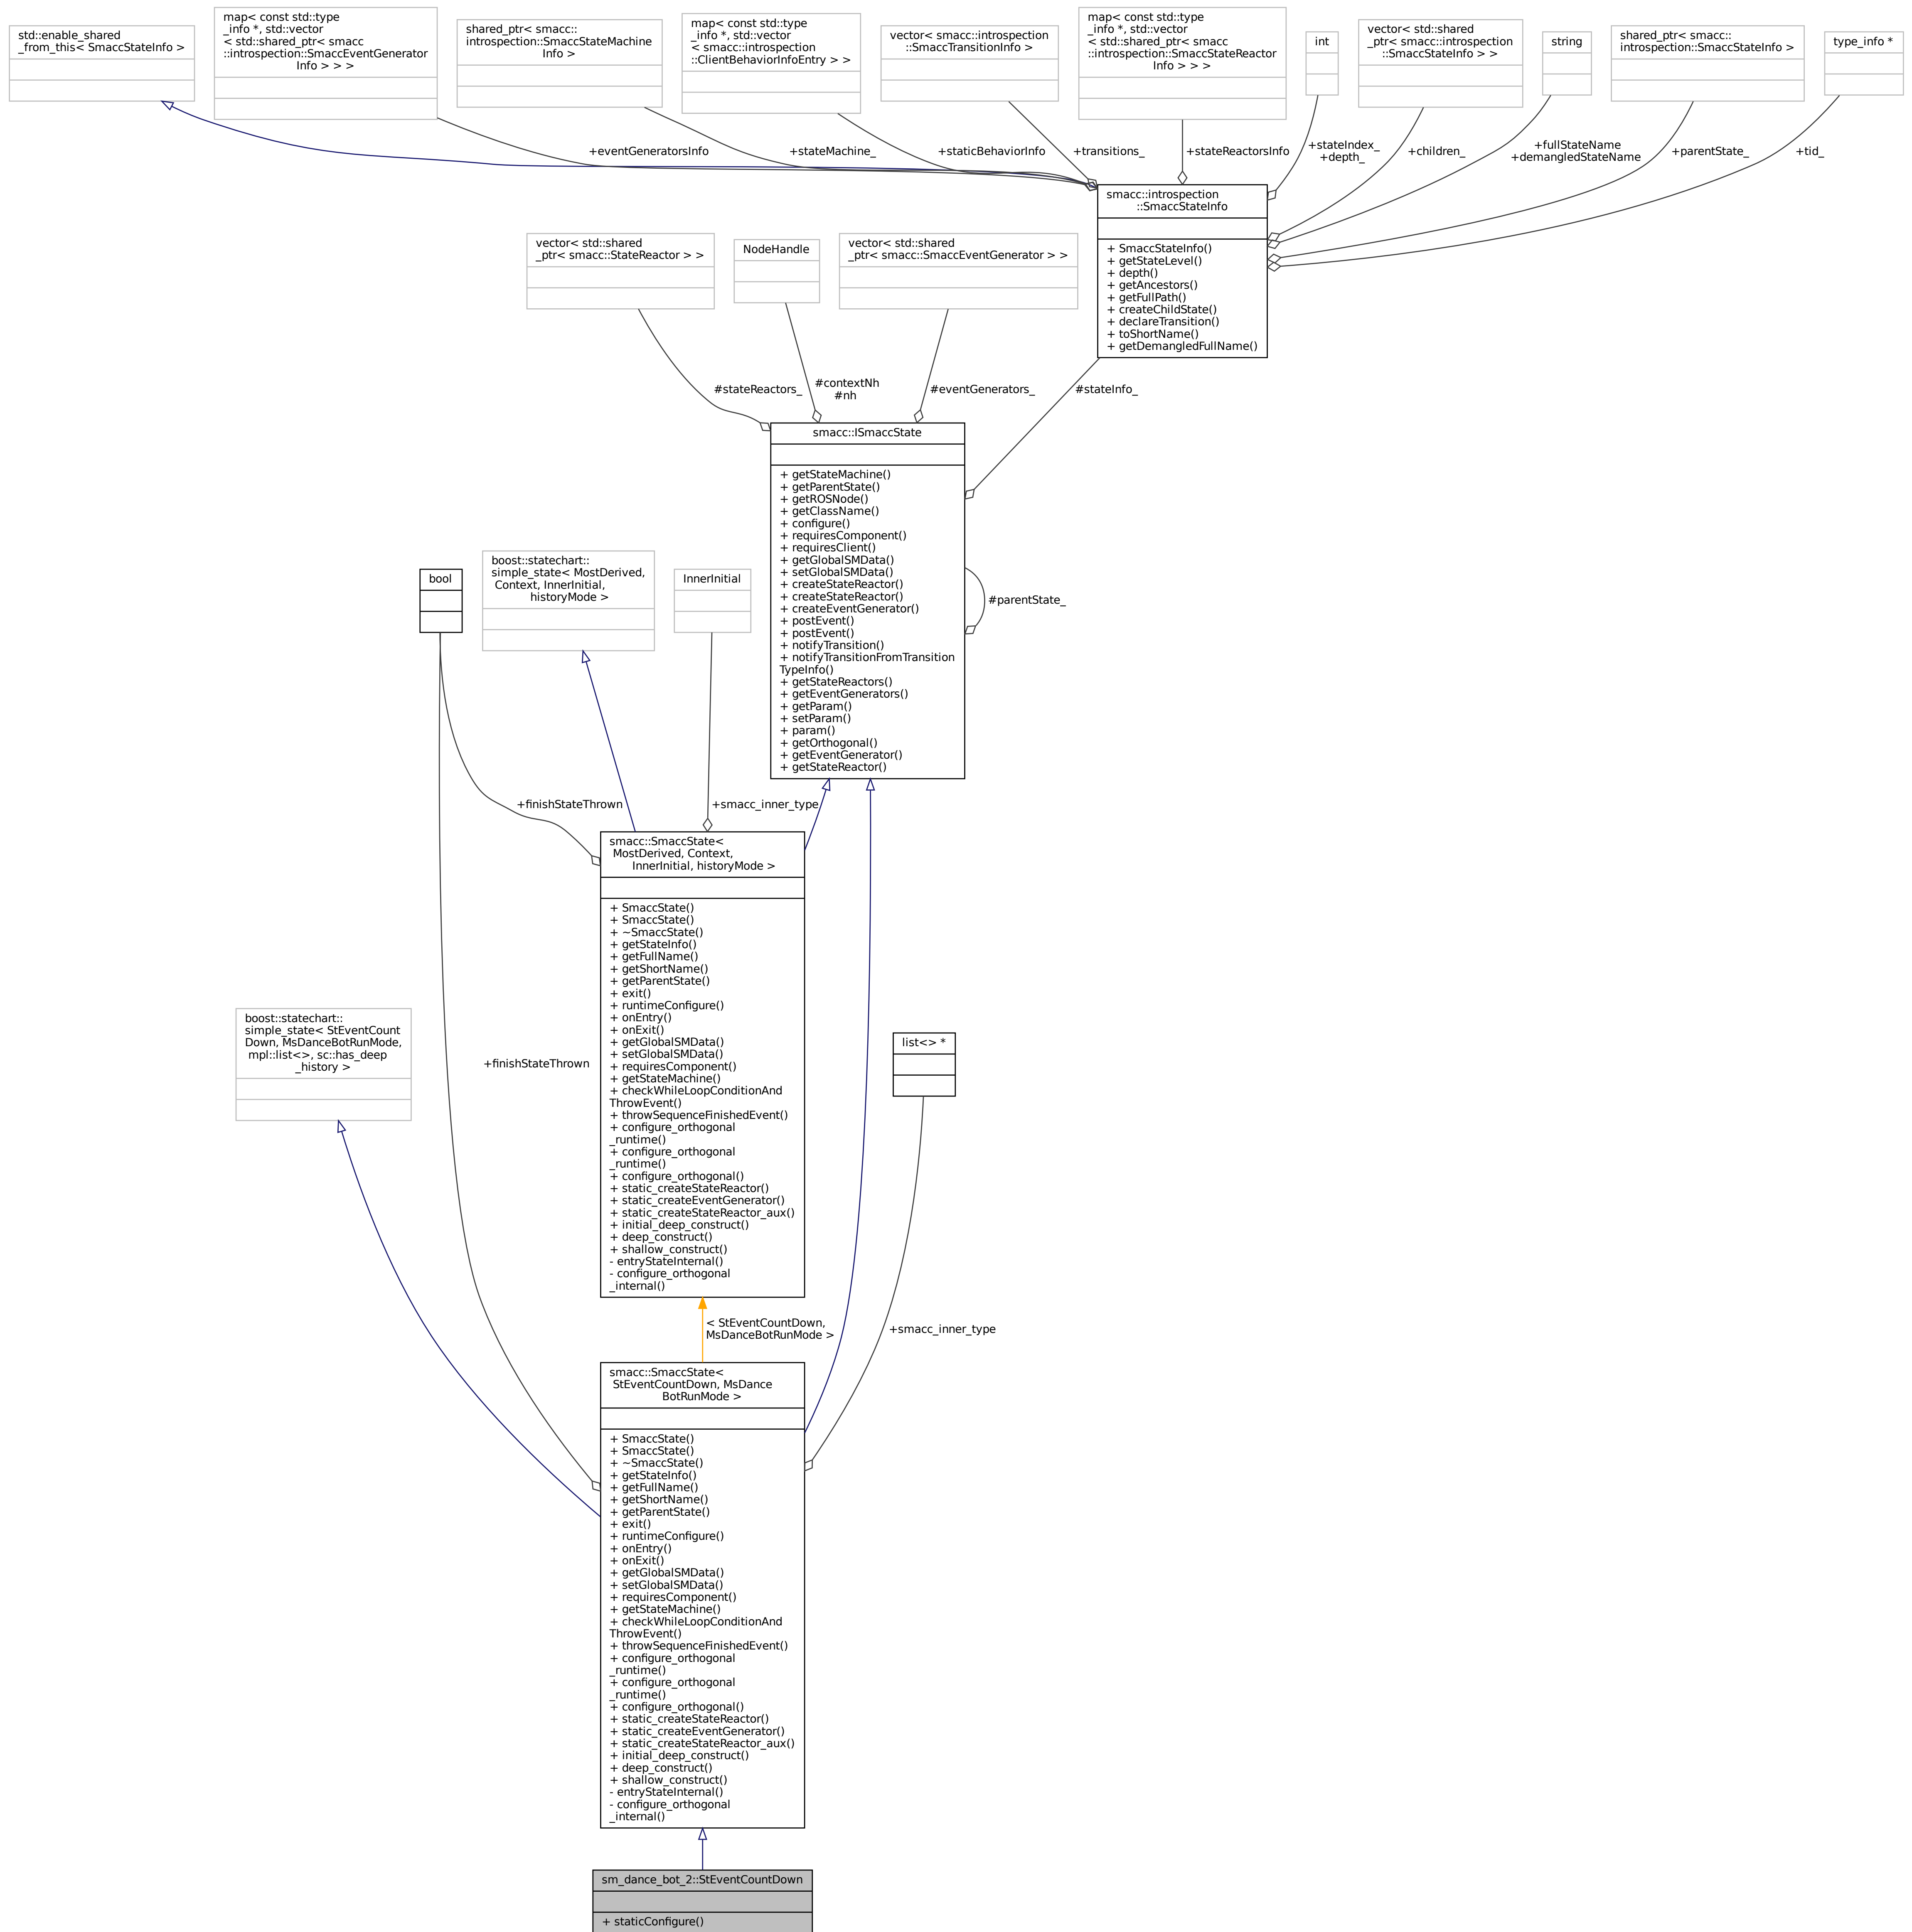 std::enable_shared
_from_this< SmaccStateInfo >
map< const std::type
_info *, std::vector
< std::shared_ptr< smacc
::introspection::SmaccEventGenerator
Info > > >
shared_ptr< smacc::
introspection::SmaccStateMachine
Info >
map< const std::type
_info *, std::vector
< smacc::introspection
::ClientBehaviorInfoEntry > >
vector< smacc::introspection
::SmaccTransitionInfo >
map< const std::type
_info *, std::vector
< std::shared_ptr< smacc
::introspection::SmaccStateReactor
Info > > >
int
vector< std::shared
_ptr< smacc::introspection
::SmaccStateInfo > >
string
shared_ptr< smacc::
introspection::SmaccStateInfo >
type_info *
+eventGeneratorsInfo
+stateMachine_
+staticBehaviorInfo
+transitions_
+stateReactorsInfo
+stateIndex_
+depth_
+children_
+fullStateName
+demangledStateName
+parentState_
+tid_
smacc::introspection
::SmaccStateInfo
+ SmaccStateInfo()
+ getStateLevel()
+ depth()
+ getAncestors()
+ getFullPath()
+ createChildState()
+ declareTransition()
+ toShortName()
+ getDemangledFullName()
vector< std::shared
_ptr< smacc::StateReactor > >
NodeHandle
vector< std::shared
_ptr< smacc::SmaccEventGenerator > >
#stateReactors_
#contextNh
#nh
#eventGenerators_
#stateInfo_
smacc::ISmaccState
+ getStateMachine()
+ getParentState()
+ getROSNode()
+ getClassName()
+ configure()
+ requiresComponent()
+ requiresClient()
+ getGlobalSMData()
+ setGlobalSMData()
+ createStateReactor()
+ createStateReactor()
+ createEventGenerator()
+ postEvent()
+ postEvent()
+ notifyTransition()
+ notifyTransitionFromTransition
TypeInfo()
+ getStateReactors()
+ getEventGenerators()
+ getParam()
+ setParam()
+ param()
+ getOrthogonal()
+ getEventGenerator()
+ getStateReactor()
#parentState_
bool
boost::statechart::
simple_state< MostDerived,
Context, InnerInitial,
historyMode >
InnerInitial
+finishStateThrown
+smacc_inner_type
smacc::SmaccState<
MostDerived, Context,
InnerInitial, historyMode >
+ SmaccState()
+ SmaccState()
+ ~SmaccState()
+ getStateInfo()
+ getFullName()
+ getShortName()
+ getParentState()
+ exit()
+ runtimeConfigure()
+ onEntry()
+ onExit()
+ getGlobalSMData()
+ setGlobalSMData()
+ requiresComponent()
+ getStateMachine()
+ checkWhileLoopConditionAnd
ThrowEvent()
+ throwSequenceFinishedEvent()
+ configure_orthogonal
_runtime()
+ configure_orthogonal
_runtime()
+ configure_orthogonal()
+ static_createStateReactor()
+ static_createEventGenerator()
+ static_createStateReactor_aux()
+ initial_deep_construct()
+ deep_construct()
+ shallow_construct()
- entryStateInternal()
- configure_orthogonal
_internal()
boost::statechart::
simple_state< StEventCount
Down, MsDanceBotRunMode,
mpl::list<>, sc::has_deep
_history >
+finishStateThrown
list<> *
< StEventCountDown,
MsDanceBotRunMode >
+smacc_inner_type
smacc::SmaccState<
StEventCountDown, MsDance
BotRunMode >
+ SmaccState()
+ SmaccState()
+ ~SmaccState()
+ getStateInfo()
+ getFullName()
+ getShortName()
+ getParentState()
+ exit()
+ runtimeConfigure()
+ onEntry()
+ onExit()
+ getGlobalSMData()
+ setGlobalSMData()
+ requiresComponent()
+ getStateMachine()
+ checkWhileLoopConditionAnd
ThrowEvent()
+ throwSequenceFinishedEvent()
+ configure_orthogonal
_runtime()
+ configure_orthogonal
_runtime()
+ configure_orthogonal()
+ static_createStateReactor()
+ static_createEventGenerator()
+ static_createStateReactor_aux()
+ initial_deep_construct()
+ deep_construct()
+ shallow_construct()
- entryStateInternal()
- configure_orthogonal
_internal()
sm_dance_bot_2::StEventCountDown
+ staticConfigure()